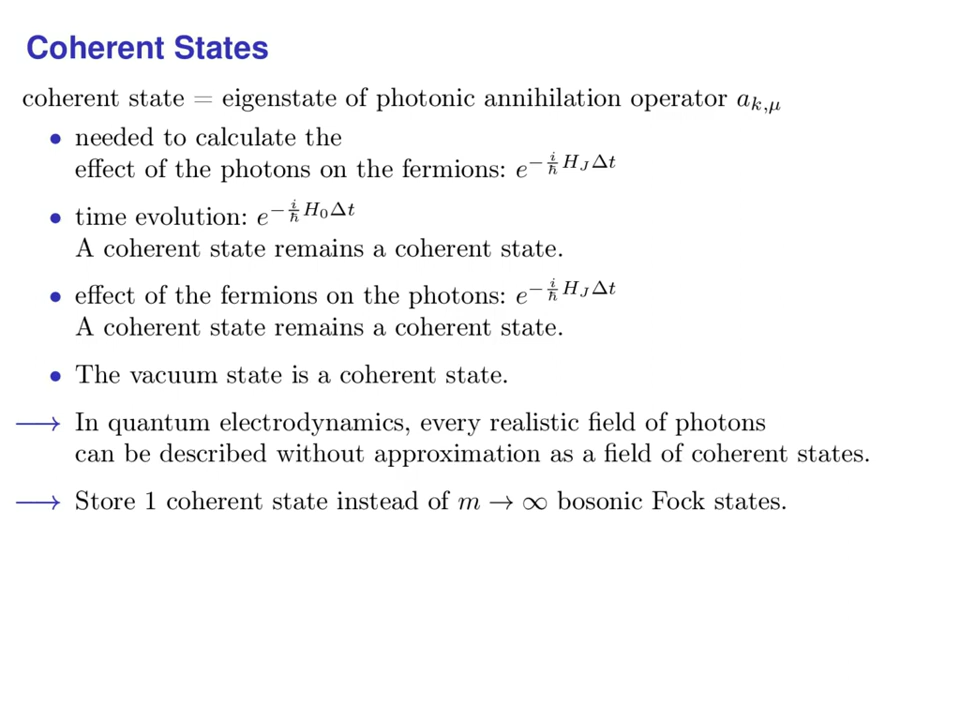 Coherent States
coherent state = eigenstate of photonic annihilation operator $a_{k,\mu}$
• needed to calculate the
effect of the photons on the fermions: $e^{-\frac{i}{\hbar} H_J \Delta t}$
• time evolution: $e^{-\frac{i}{\hbar} H_0 \Delta t}$
A coherent state remains a coherent state.
• effect of the fermions on the photons: $e^{-\frac{i}{\hbar} H_J \Delta t}$
A coherent state remains a coherent state.
• The vacuum state is a coherent state.
⟶ In quantum electrodynamics, every realistic field of photons
can be described without approximation as a field of coherent states.
⟶ Store 1 coherent state instead of $m \to \infty$ bosonic Fock states.